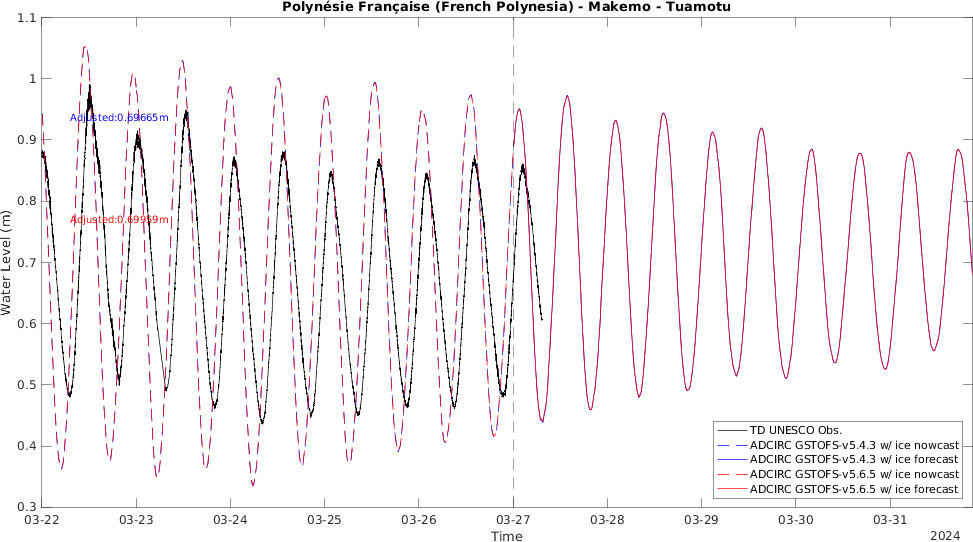 Polynésie Française (French Polynesia) - Makemo - Tuamotu
1.1
1
0.9
0.8
0.7
0.6
0.5
0.4
0.3
Water Level (m)
Adjusted:0.69665m
Adjusted:0.69959m
TD UNESCO Obs.
ADCIRC GSTOFS-v5.4.3 w/ ice nowcast
ADCIRC GSTOFS-v5.4.3 w/ ice forecast
ADCIRC GSTOFS-v5.6.5 w/ ice nowcast
ADCIRC GSTOFS-v5.6.5 w/ ice forecast
03-22 03-23 03-24 03-25 03-26 03-27 03-28 03-29 03-30 03-31
Time
2024